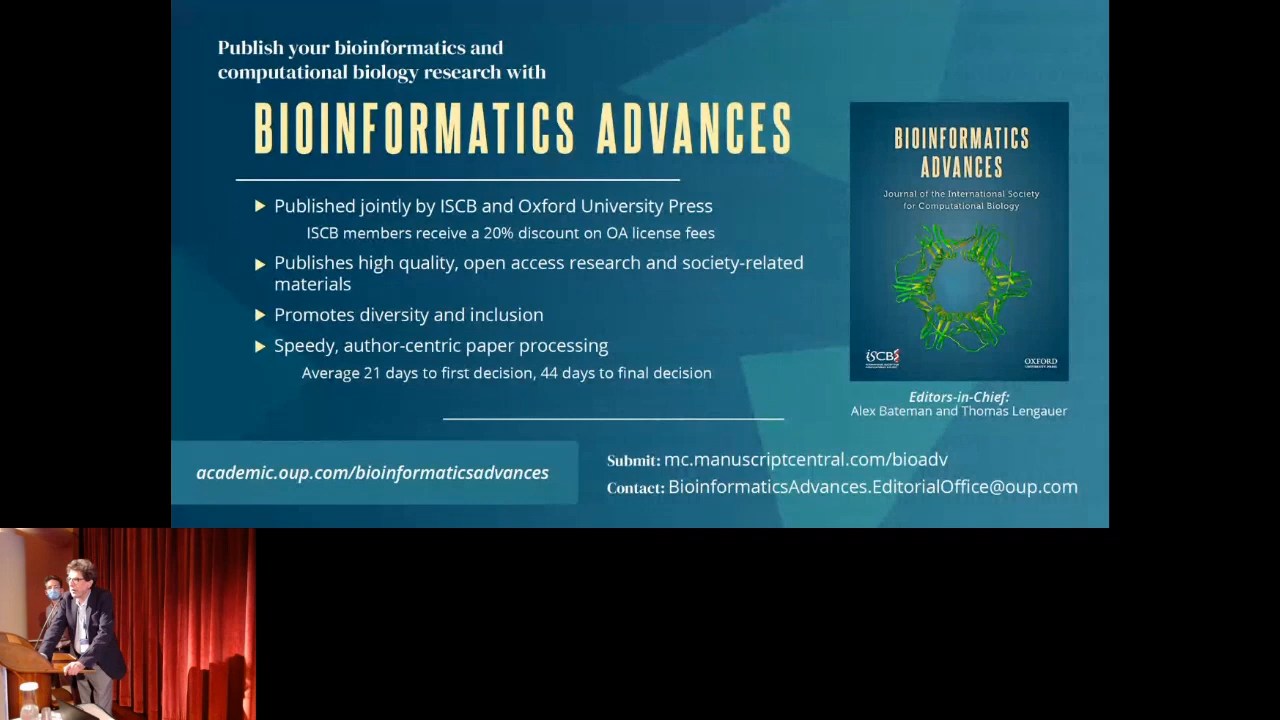 Publish your bioinformatics and
computational biology research with
BIOINFORMATICS ADVANCES
Published jointly by ISCB and Oxford University Press
ISCB members receive a 20% discount on OA license fees
Publishes high quality, open access research and society-related
materials
Promotes diversity and inclusion
Speedy, author-centric paper processing
Average 21 days to first decision, 44 days to final decision
BIOINFORMATICS
ADVANCES
Journal of the International Society
for Computational Biology
ISCB
OXFORD
UNIVERSITY PRESS
Editors-in-Chief:
Alex Bateman and Thomas Lengauer
academic.oup.com/bioinformaticsadvances
Submit: mc.manuscriptcentral.com/bioadv
Contact: BioinformaticsAdvances.EditorialOffice@oup.com